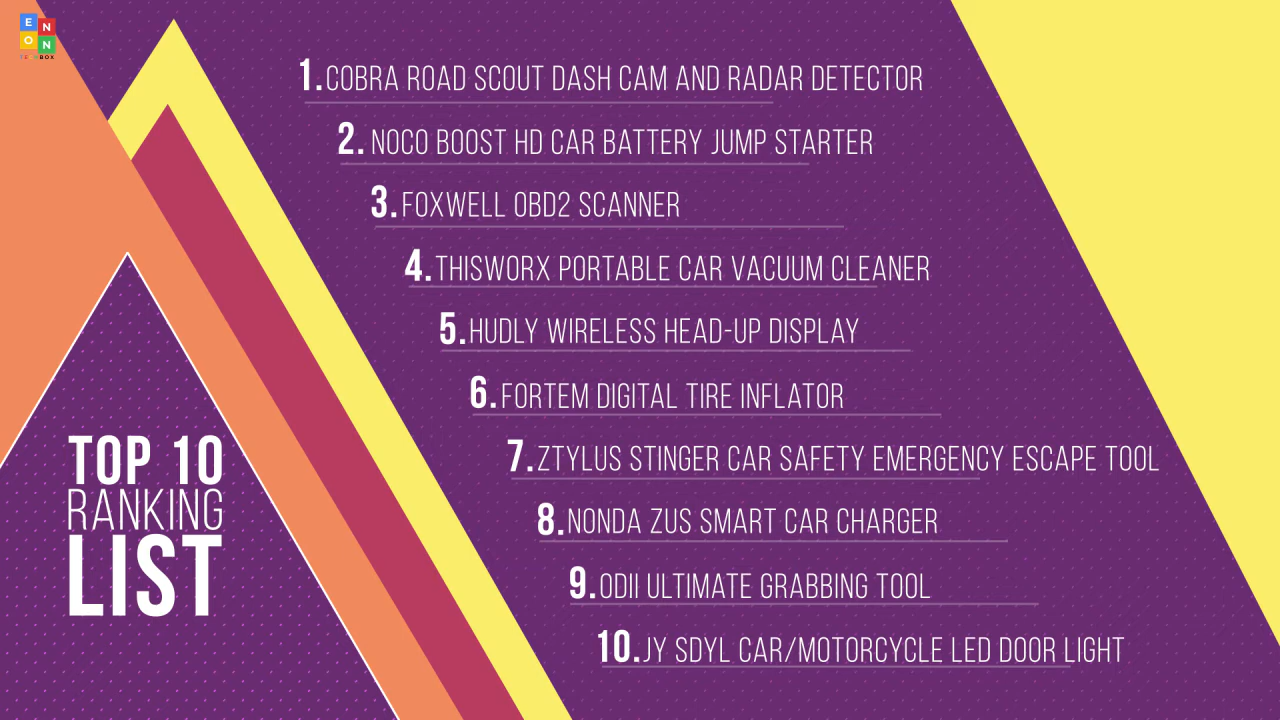 E N
O N
TECHBOX
1. COBRA ROAD SCOUT DASH CAM AND RADAR DETECTOR
2. NOCO BOOST HD CAR BATTERY JUMP STARTER
3. FOXWELL OBD2 SCANNER
4. THISWORX PORTABLE CAR VACUUM CLEANER
5. HUDLY WIRELESS HEAD-UP DISPLAY
6. FORTEM DIGITAL TIRE INFLATOR
7. ZTYLUS STINGER CAR SAFETY EMERGENCY ESCAPE TOOL
8. NONDA ZUS SMART CAR CHARGER
9. ODII ULTIMATE GRABBING TOOL
10. JY SDYL CAR/MOTORCYCLE LED DOOR LIGHT
TOP 10
RANKING
LIST